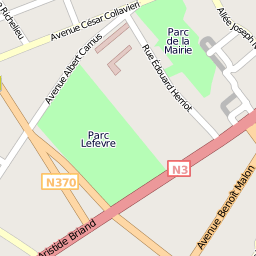 Richelieu
Avenue César Collavéri
Allée Joseph
Parc
de la
Mairie
Avenue Albert Camus
Rue Édouard Herriot
Parc
Lefevre
N3
N370
Avenue Benoît Malon
Aristide Briand